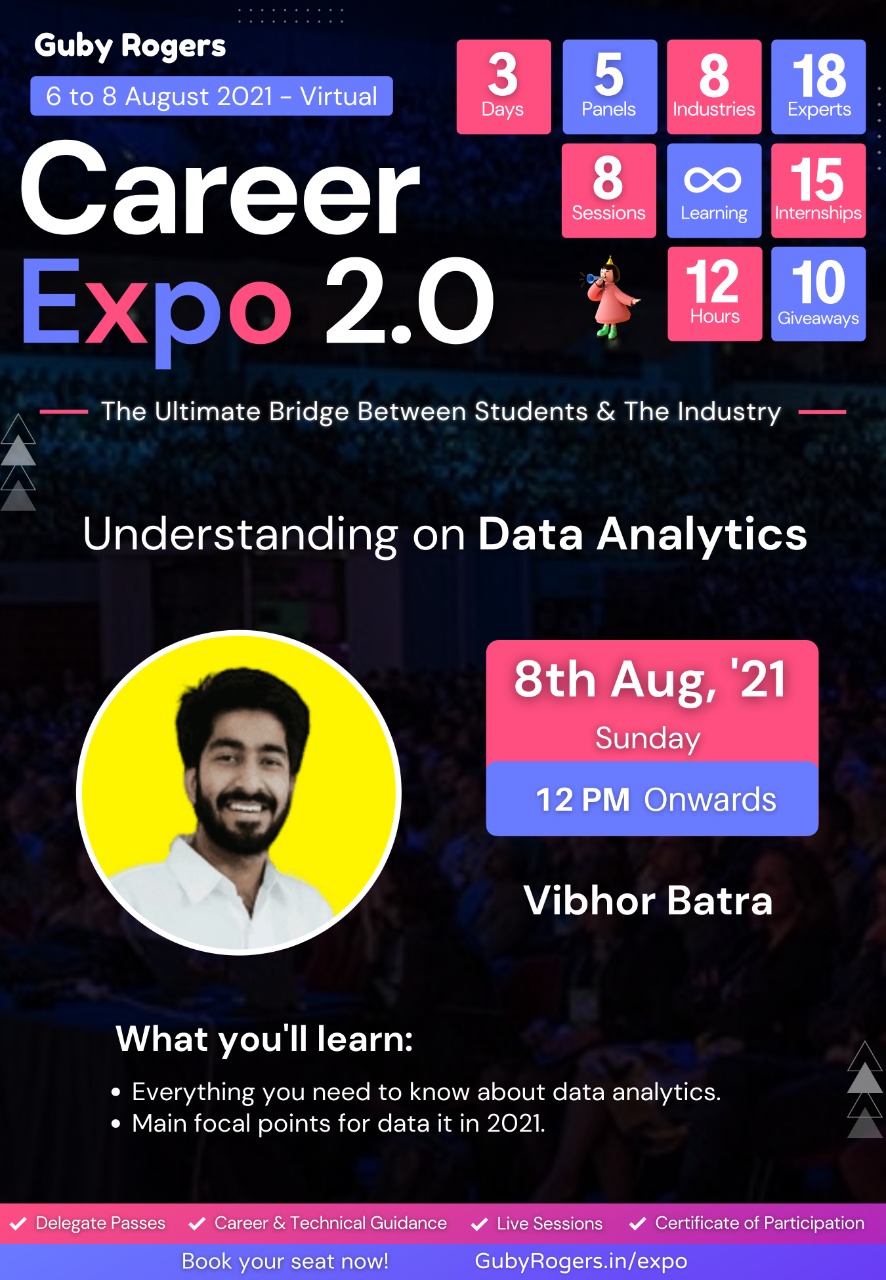 Guby Rogers
6 to 8 August 2021 - Virtual
Career
Expo 2.0
3
Days
5
Panels
8
Industries
18
Experts
8
Sessions
∞
Learning
15
Internships
12
Hours
10
Giveaways
The Ultimate Bridge Between Students & The Industry
Understanding on Data Analytics
8th Aug, '21
Sunday
12 PM Onwards
Vibhor Batra
What you'll learn:
• Everything you need to know about data analytics.
• Main focal points for data it in 2021.
✓ Delegate Passes ✓ Career & Technical Guidance ✓ Live Sessions ✓ Certificate of Participation
Book your seat now! GubyRogers.in/expo